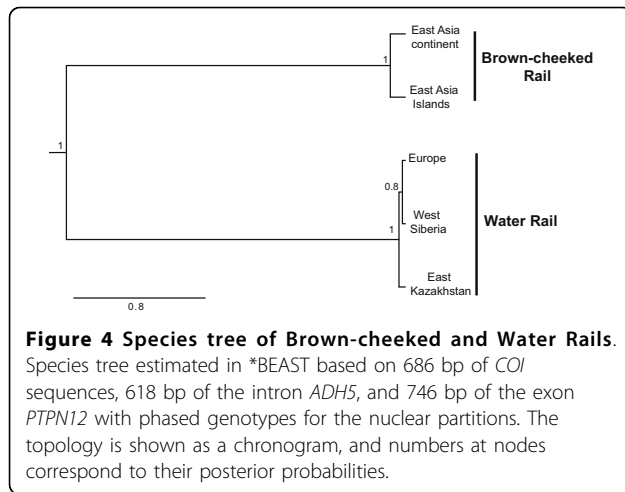 East Asia
continent
1
Brown-cheeked
Rail
East Asia
Islands
1
Europe
0.8
West
Siberia
1
Water Rail
East
Kazakhstan
0.8
Figure 4 Species tree of Brown-cheeked and Water Rails.
Species tree estimated in *BEAST based on 686 bp of COI
sequences, 618 bp of the intron ADH5, and 746 bp of the exon
PTPN12 with phased genotypes for the nuclear partitions. The
topology is shown as a chronogram, and numbers at nodes
correspond to their posterior probabilities.